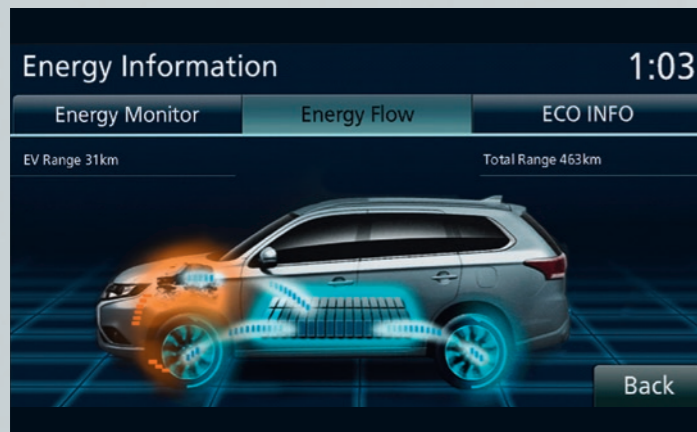 Energy Information
1:03
Energy Monitor
Energy Flow
ECO INFO
EV Range 31km
Total Range 463km
Back